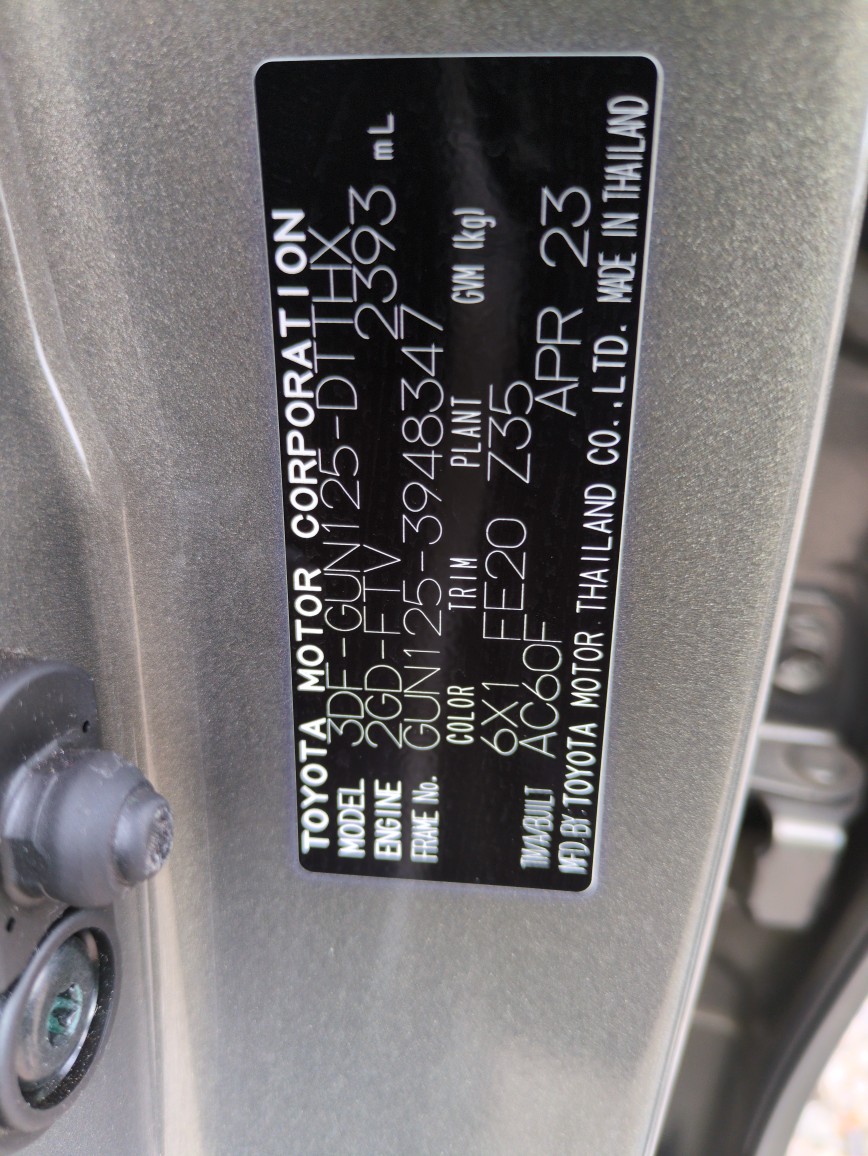 TOYOTA MOTOR CORPORATION
MODEL 3DF-GUN125-DTTHX
ENGINE 2GD-FTV 2393 mL
FRAME No. GUN125-3948347
COLOR TRIM PLANT GVM (kg)
6X1 FE20 Z35
TM/A/BUILT AC60F APR 23
MFD.BY:TOYOTA MOTOR THAILAND CO.,LTD. MADE IN THAILAND